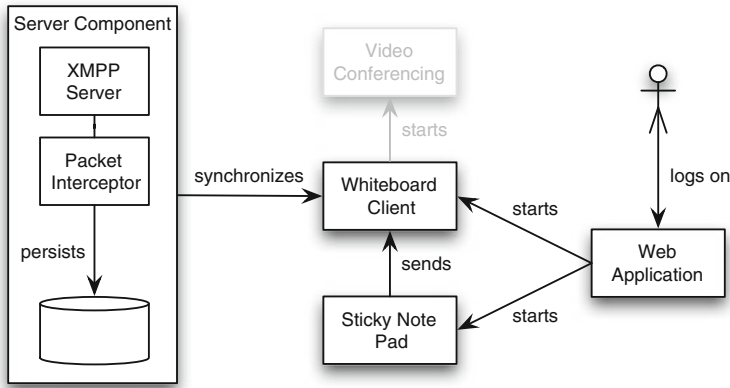 Server Component
XMPP
Server
Packet
Interceptor
persists
synchronizes
Video
Conferencing
starts
Whiteboard
Client
sends
Sticky Note
Pad
starts
starts
logs on
Web
Application